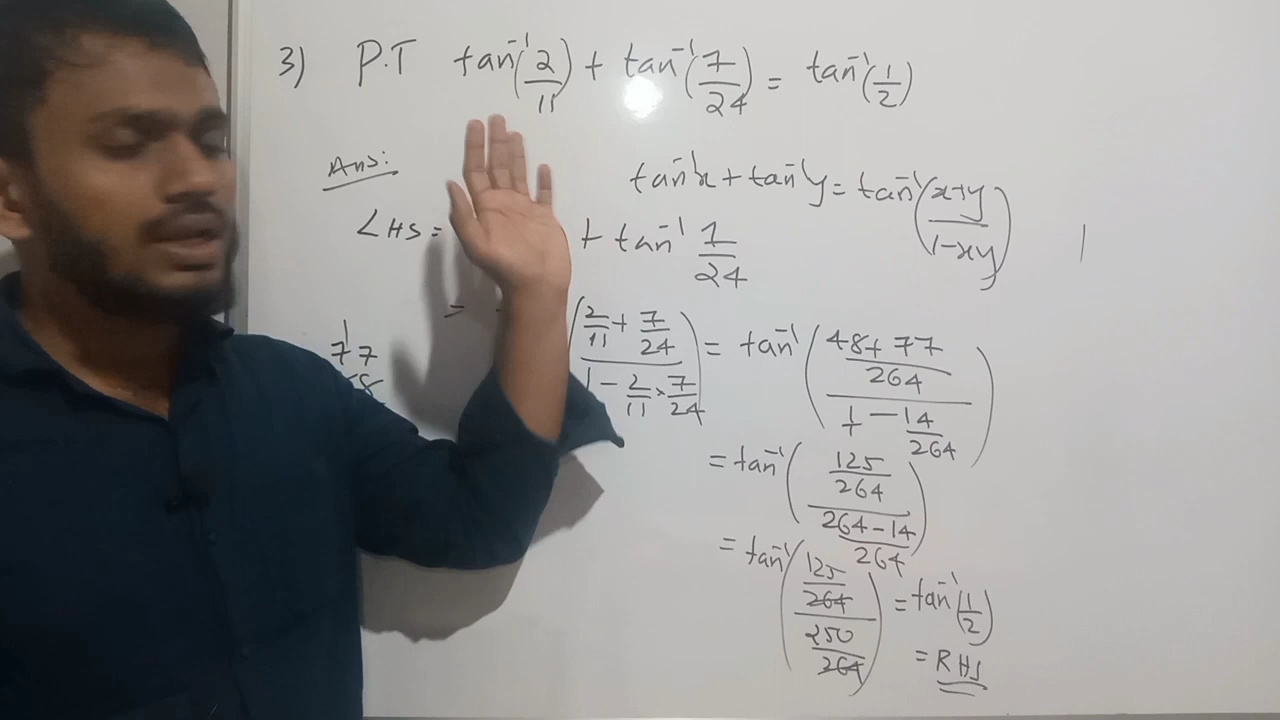 3) P.T tan⁻¹(2/11) + tan⁻¹(7/24) = tan⁻¹(1/2)
Ans:
tan⁻¹x + tan⁻¹y = tan⁻¹(x+y/1-xy)
LHS = + tan⁻¹ 7/24
= (2/11 + 7/24 / 1 - 2/11 × 7/24) = tan⁻¹(48+77/264 / 1 - 14/264)
77
= tan⁻¹(125/264 / 264-14/264)
= tan⁻¹(125/264 / 250/264) = tan⁻¹(1/2)
= RHS